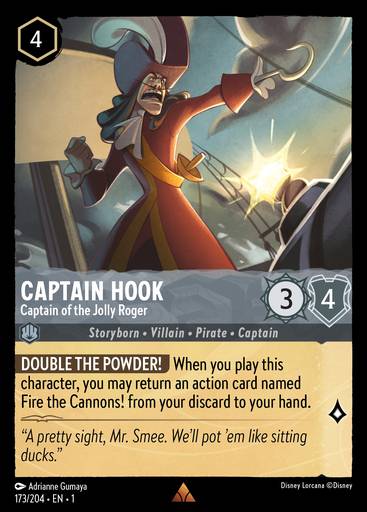 4
CAPTAIN HOOK
Captain of the Jolly Roger
3
4
Storyborn • Villain • Pirate • Captain
DOUBLE THE POWDER! When you play this
character, you may return an action card named
Fire the Cannons! from your discard to your hand.
“A pretty sight, Mr. Smee. We’ll pot ’em like sitting
ducks.”
Adrianne Gumaya
Disney Lorcana ©Disney
173/204 • EN • 1